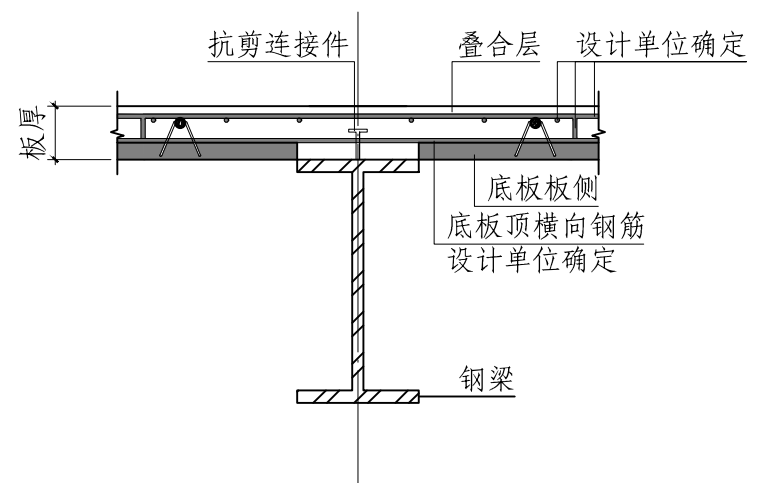 抗剪连接件
叠合层
设计单位确定
板厚
底板板侧
底板顶横向钢筋
设计单位确定
钢梁